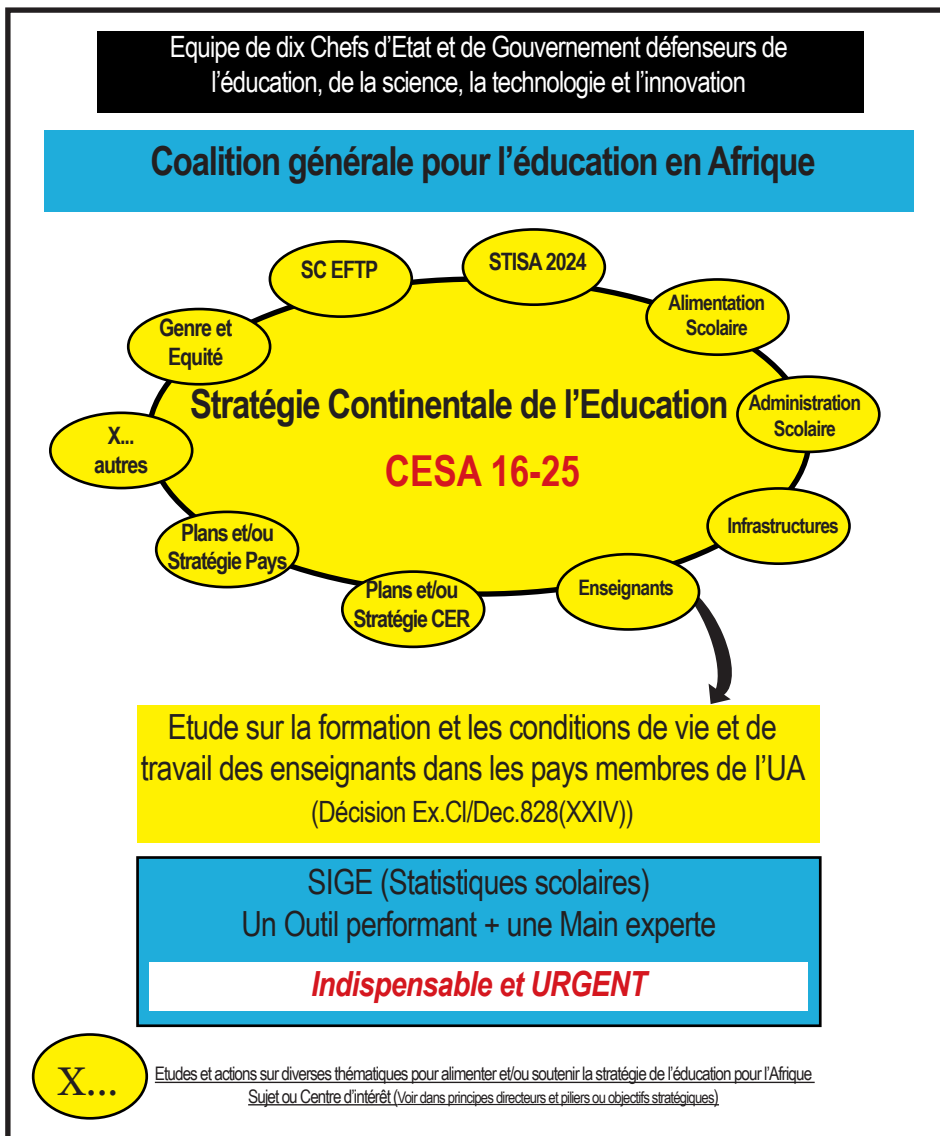 Equipe de dix Chefs d'Etat et de Gouvernement défenseurs de
l'éducation, de la science, la technologie et l'innovation
Coalition générale pour l'éducation en Afrique
SC EFTP
STISA 2024
Alimentation
Scolaire
Genre et
Equité
Stratégie Continentale de l'Education
CESA 16-25
Administration
Scolaire
X...
autres
Infrastructures
Plans et/ou
Stratégie Pays
Plans et/ou
Stratégie CER
Enseignants
Etude sur la formation et les conditions de vie et de
travail des enseignants dans les pays membres de l'UA
(Décision Ex.Cl/Dec.828(XXIV))
SIGE (Statistiques scolaires)
Un Outil performant + une Main experte
Indispensable et URGENT
X...
Etudes et actions sur diverses thématiques pour alimenter et/ou soutenir la stratégie de l'éducation pour l'Afrique
Sujet ou Centre d'intérêt (Voir dans principes directeurs et piliers ou objectifs stratégiques)